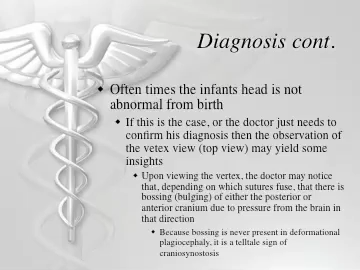 Diagnosis cont.
Often times the infants head is not
abnormal from birth
If this is the case, or the doctor just needs to
confirm his diagnosis then the observation of
the vetex view (top view) may yield some
insights
Upon viewing the vertex, the doctor may notice
that, depending on which sutures fuse, that there is
bossing (bulging) of either the posterior or
anterior cranium due to pressure from the brain in
that direction
Because bossing is never present in deformational
plagiocephaly, it is a telltale sign of
craniosynostosis